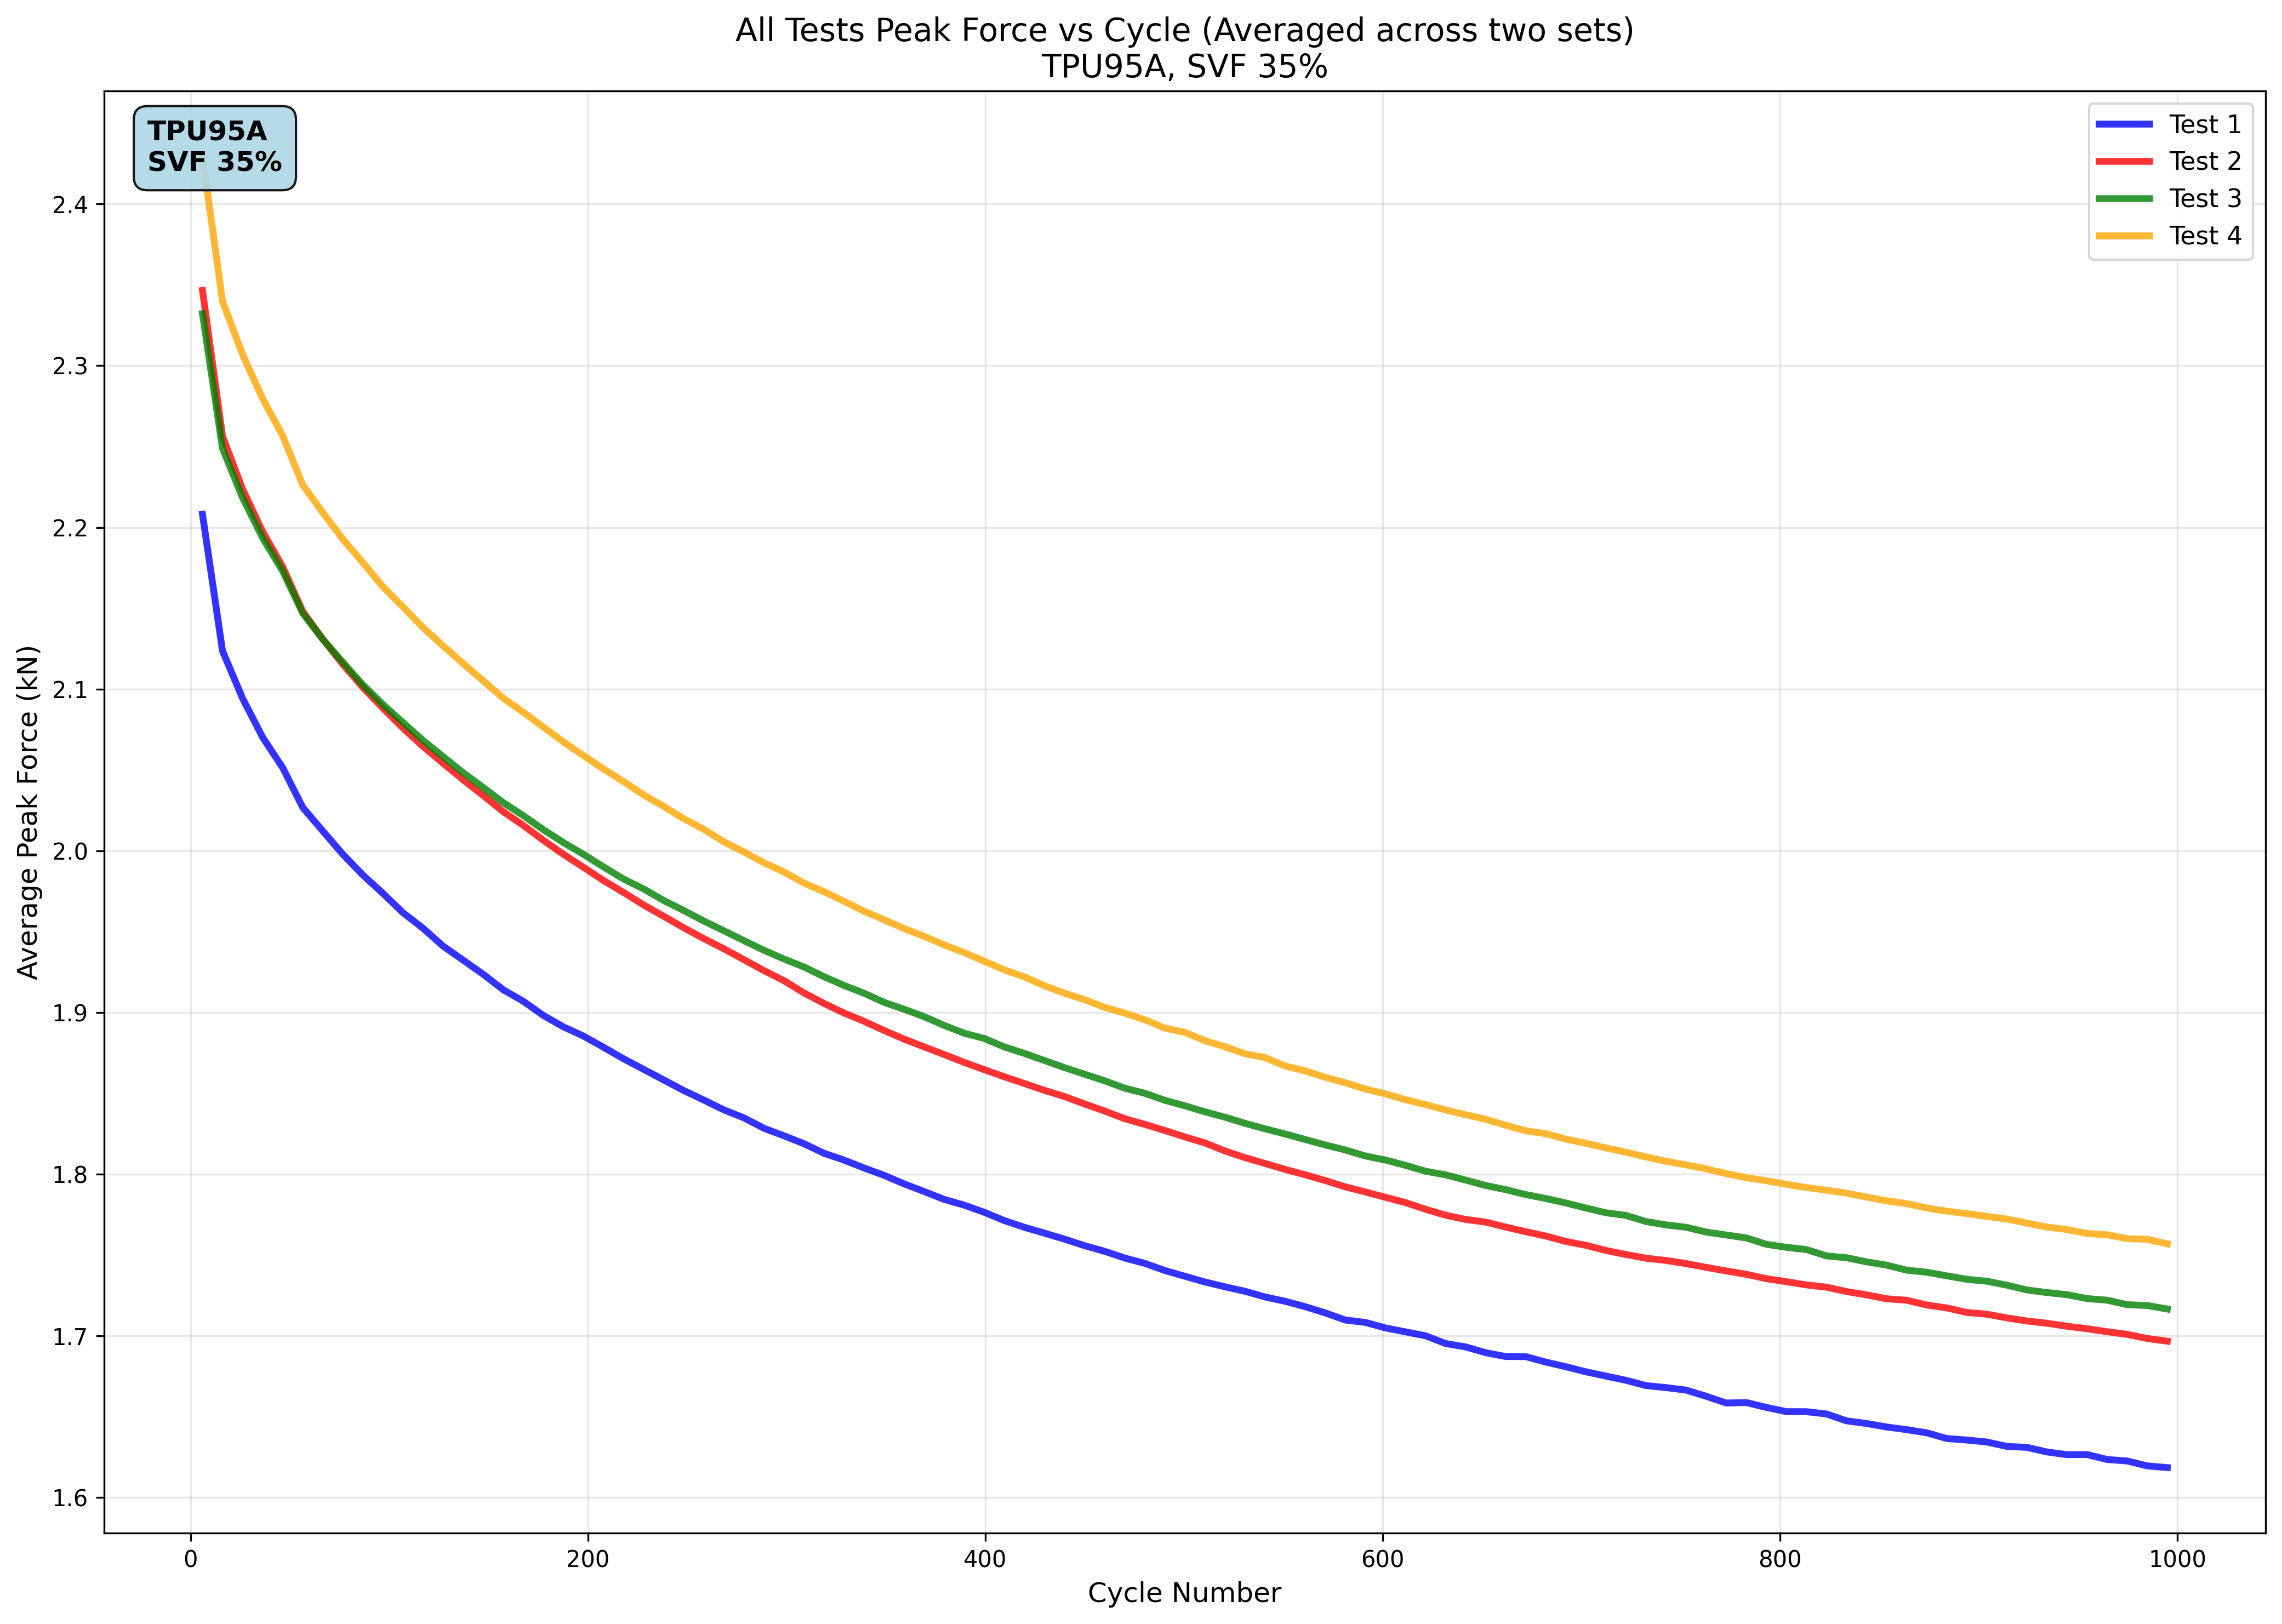 All Tests Peak Force vs Cycle (Averaged across two sets)
TPU95A, SVF 35%
TPU95A
SVF 35%
Test 1
Test 2
Test 3
Test 4
Average Peak Force (kN)
2.4
2.3
2.2
2.1
2.0
1.9
1.8
1.7
1.6
0
200
400
600
800
1000
Cycle Number